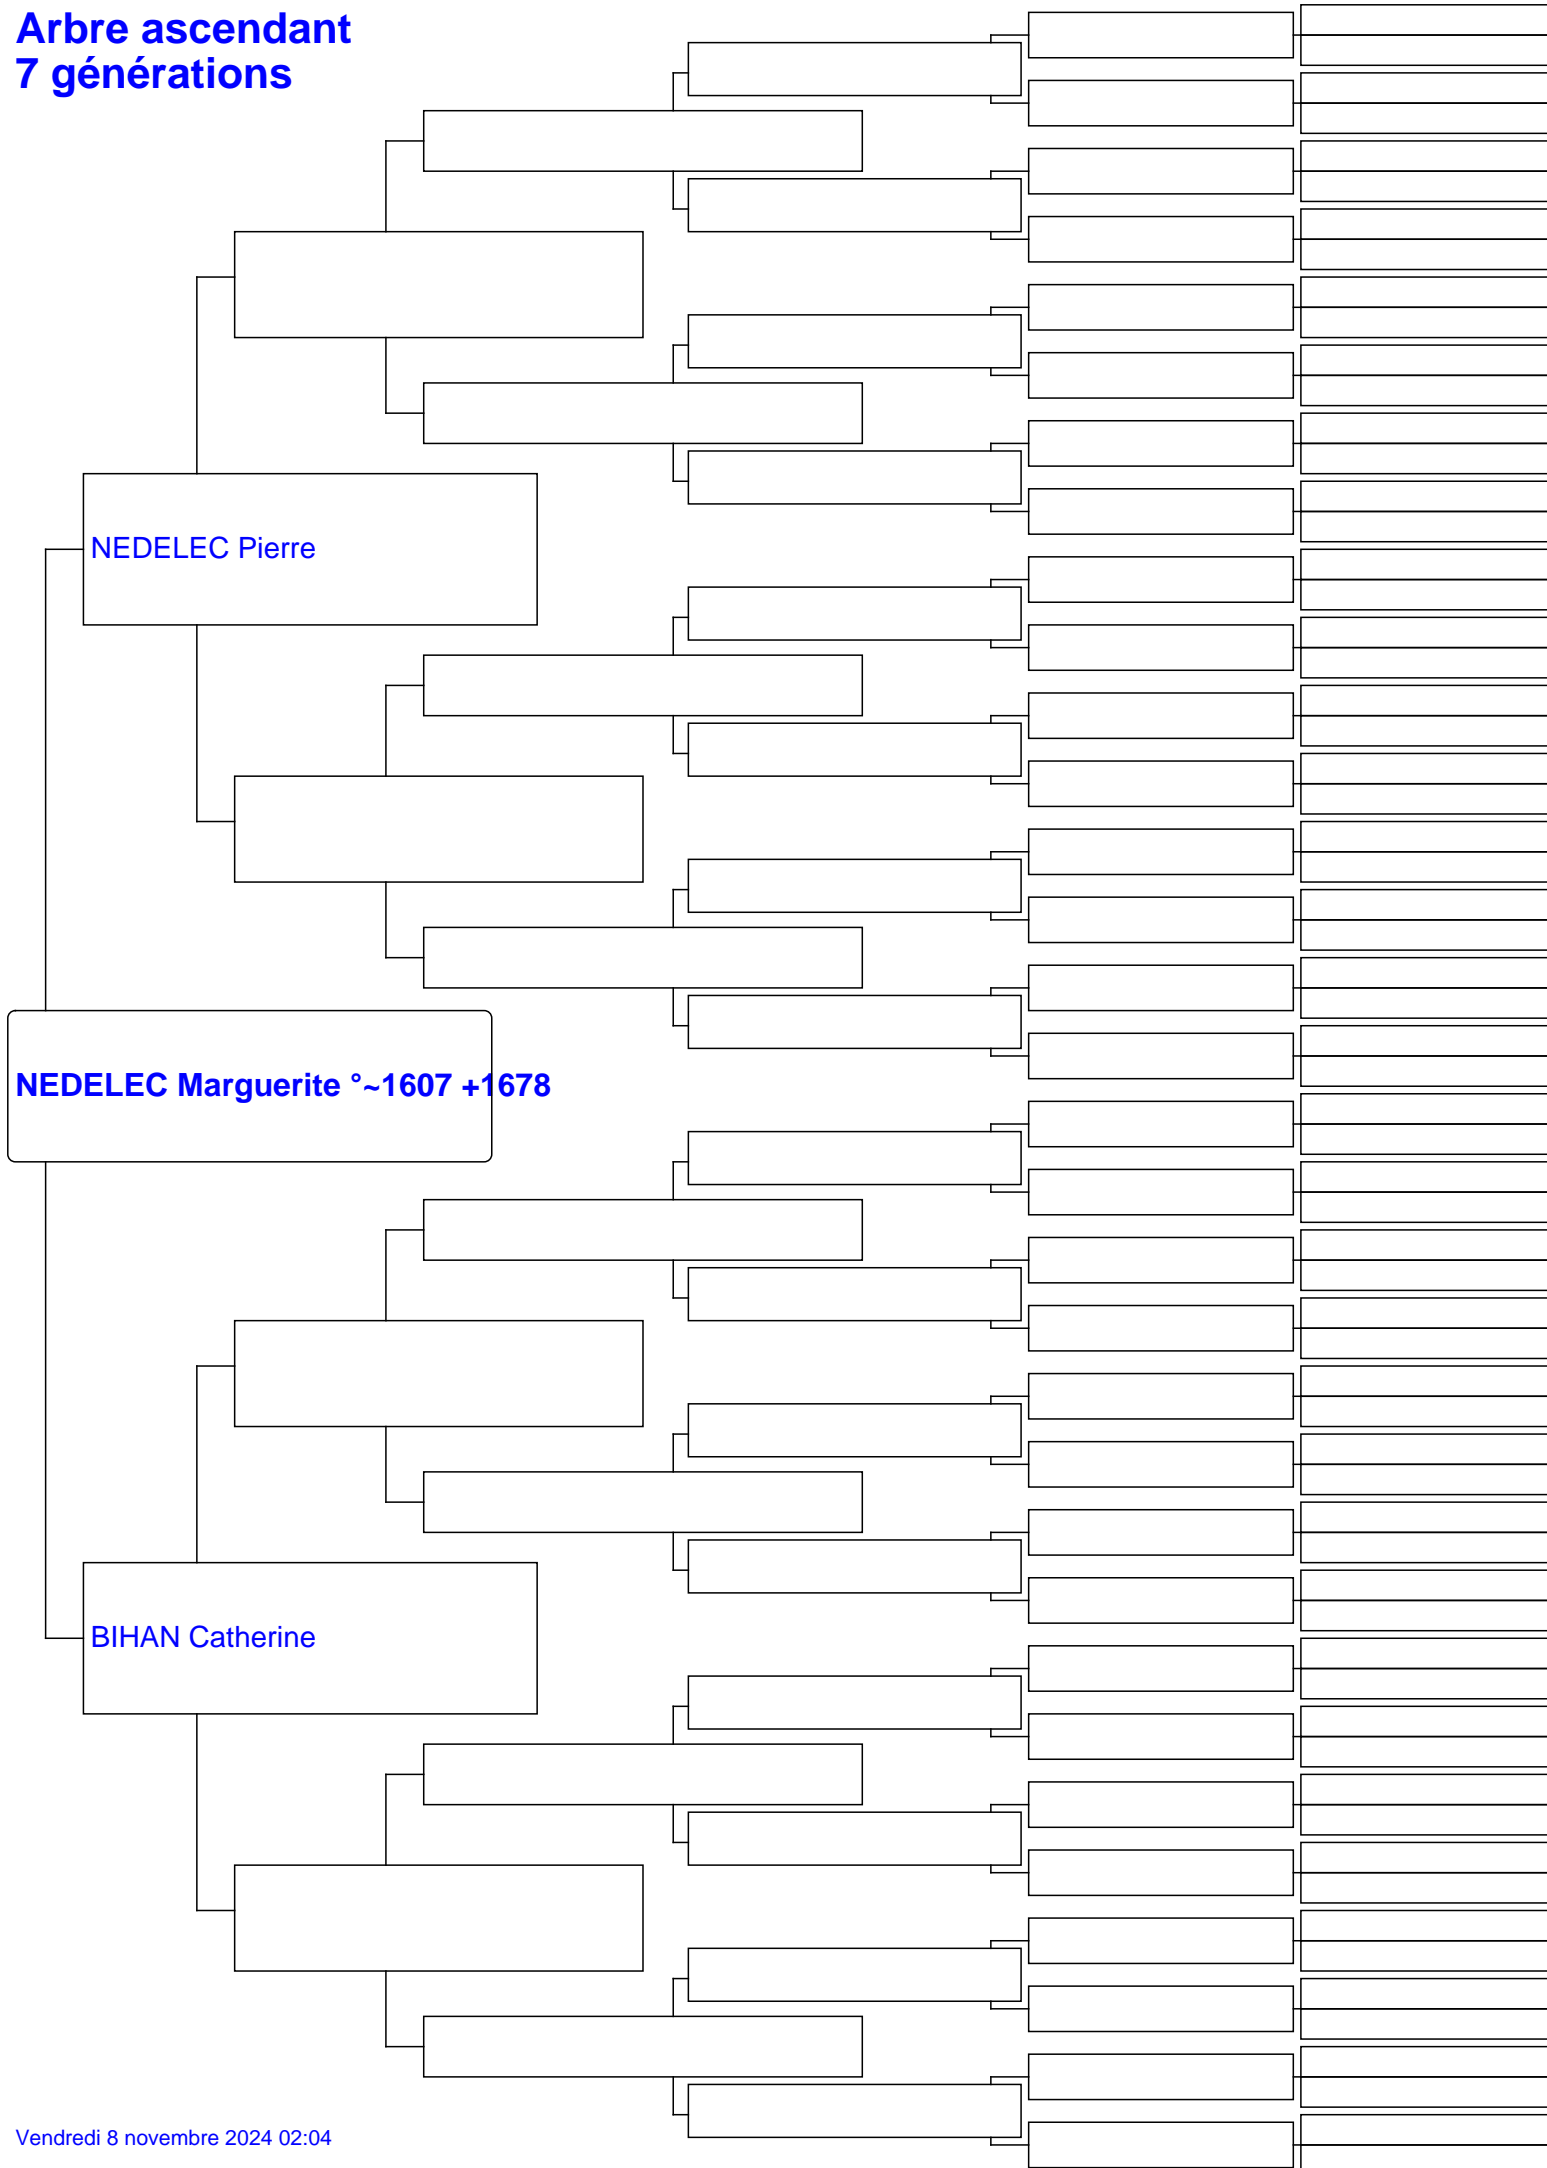 Arbre ascendant
7 générations
NEDELEC Pierre
NEDELEC Marguerite °~1607 +1678
BIHAN Catherine
Vendredi 8 novembre 2024 02:04